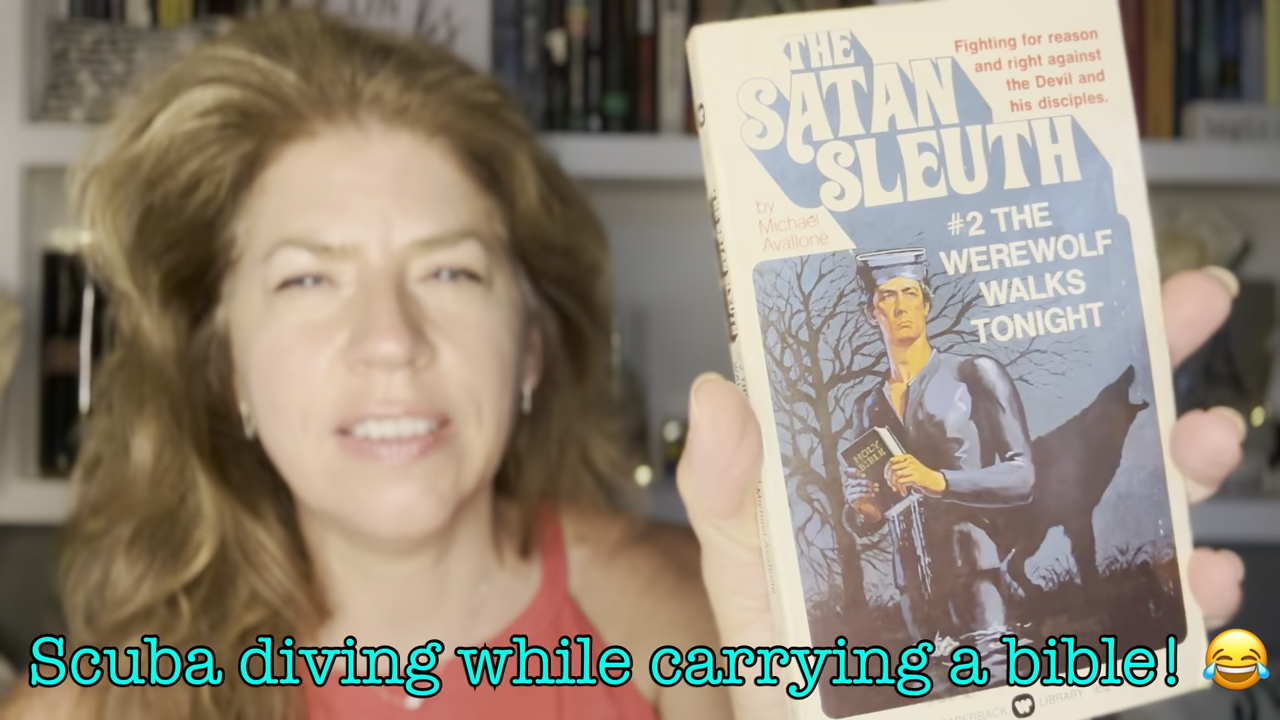 THE
SATAN
SLEUTH
Fighting for reason
and right against
the Devil and
his disciples.
by
Michael
Avallone
#2 THE
WEREWOLF
WALKS
TONIGHT
HOLY
BIBLE
LIBRARY
Scuba diving while carrying a bible! 😂